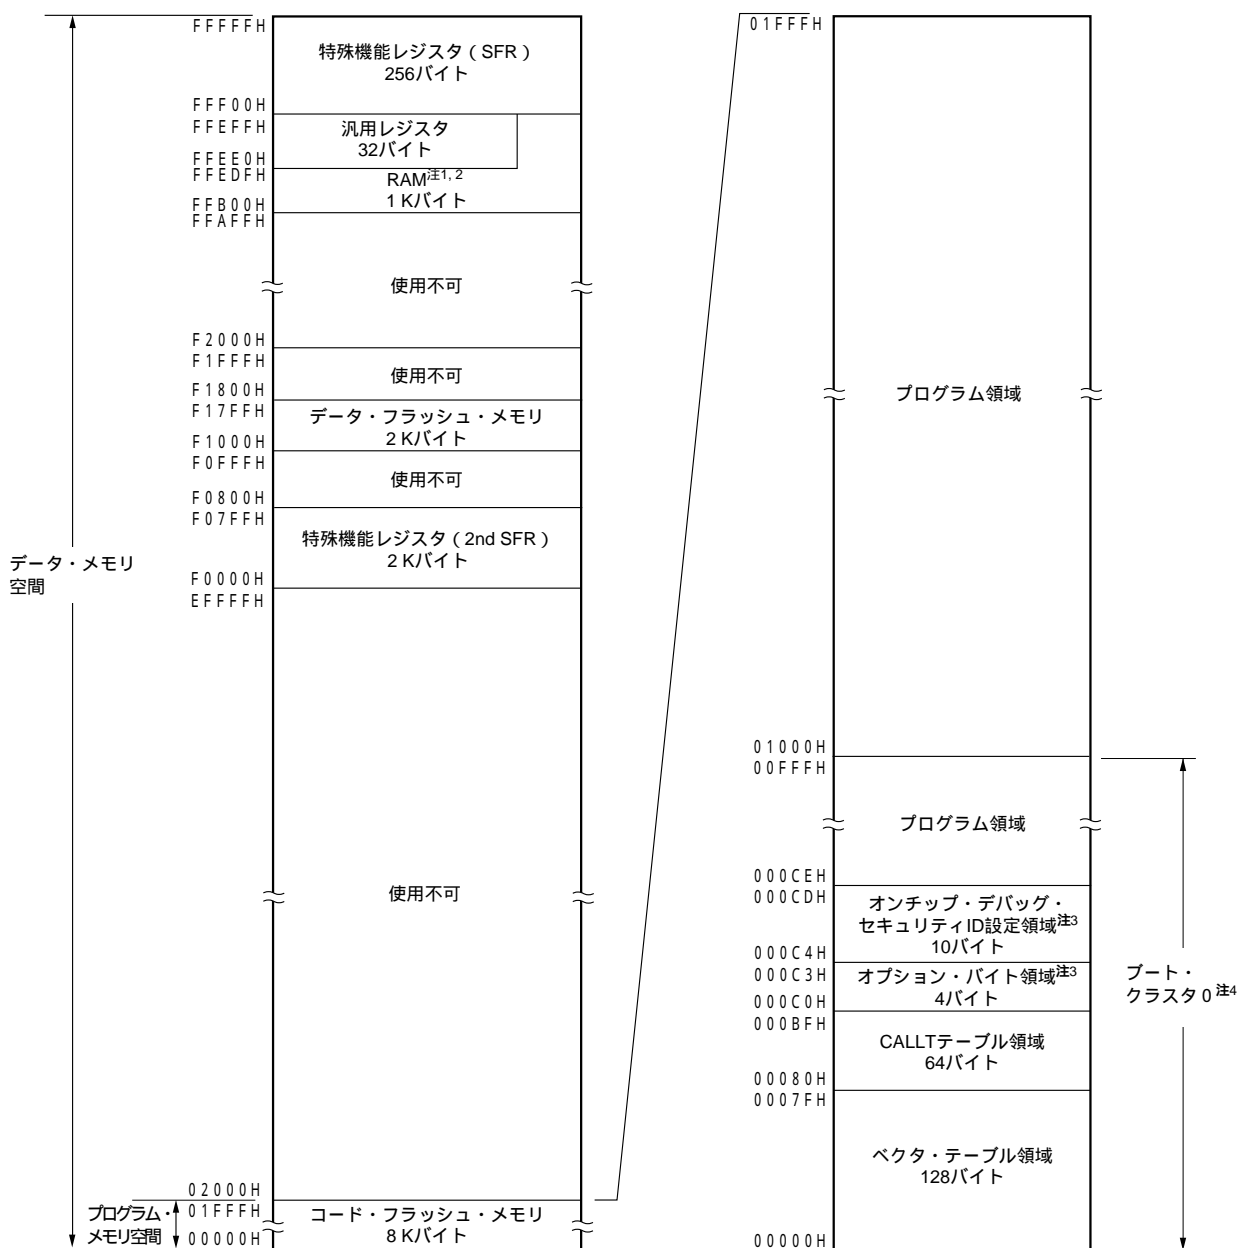 FFFFFH
特殊機能レジスタ（SFR）
256バイト
FFF00H
FFEFFH
汎用レジスタ
32バイト
FFEE0H
FFEDFH
RAM注1, 2
1 Kバイト
FFB00H
FFAFFH
使用不可
F2000H
F1FFFH
使用不可
F1800H
F17FFH
データ・フラッシュ・メモリ
2 Kバイト
F1000H
F0FFFH
使用不可
F0800H
F07FFH
特殊機能レジスタ（2nd SFR）
2 Kバイト
F0000H
EFFFFH
データ・メモリ
空間
使用不可
02000H
01FFFH
コード・フラッシュ・メモリ
8 Kバイト
00000H
プログラム・
メモリ空間
01FFFH
プログラム領域
01000H
00FFFH
プログラム領域
000CEH
000CDH
オンチップ・デバッグ・
セキュリティID設定領域注3
10バイト
000C4H
000C3H
オプション・バイト領域注3
4バイト
000C0H
000BFH
CALLTテーブル領域
64バイト
00080H
0007FH
ベクタ・テーブル領域
128バイト
00000H
ブート・
クラスタ0注4